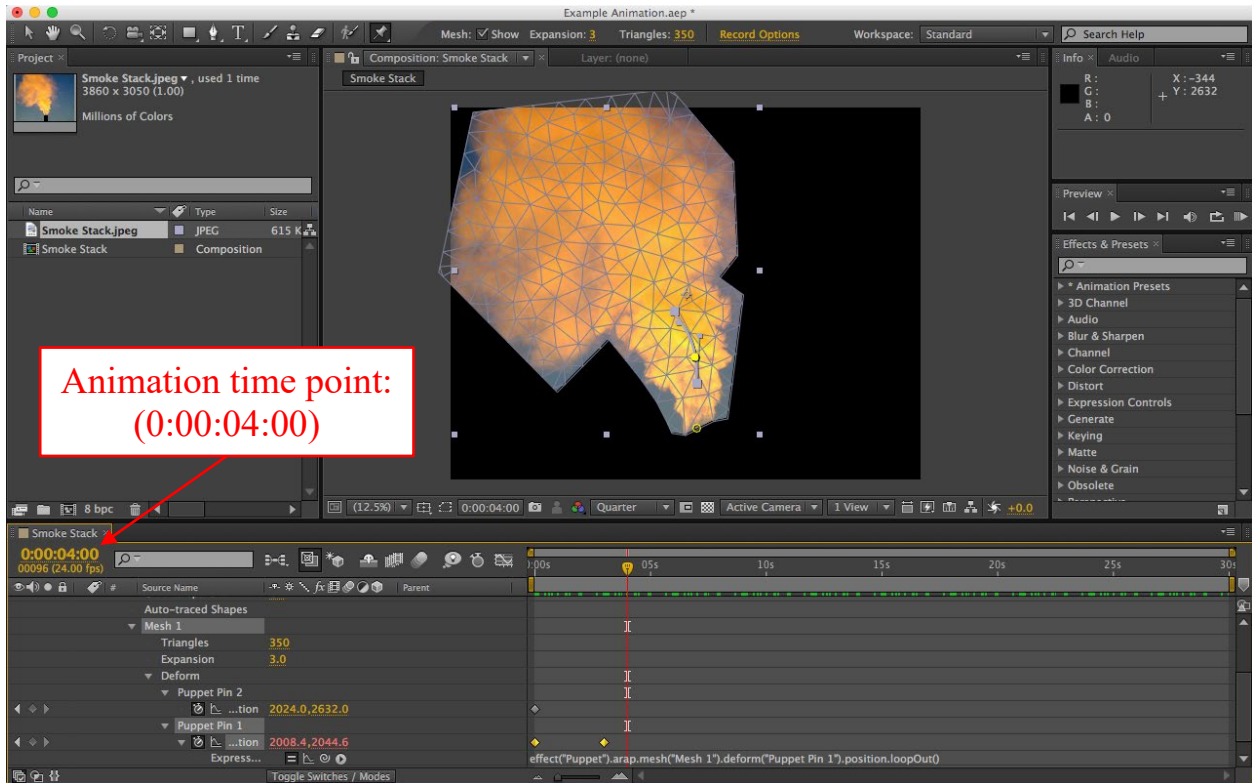 Example Animation.aep *
Mesh: Show Expansion: 3 Triangles: 350 Record Options Workspace: Standard Search Help
Project
Smoke Stack.jpeg , used 1 time
3860 x 3050 (1.00)
Millions of Colors
Name Type Size
Smoke Stack.jpeg JPEG 615 K
Smoke Stack Composition
8 bpc
Composition: Smoke Stack Layer: (none)
Smoke Stack
(12.5%) 0:00:04:00 Quarter Active Camera 1 View +0.0
Info Audio
R : X : -344
G : Y : 2632
B :
A : 0
Preview
Effects & Presets
* Animation Presets
3D Channel
Audio
Blur & Sharpen
Channel
Color Correction
Distort
Expression Controls
Generate
Keying
Matte
Noise & Grain
Obsolete
Animation time point:
(0:00:04:00)
Smoke Stack
0:00:04:00
00096 (24.00 fps)
):00s 05s 10s 15s 20s 25s 30s
# Source Name Parent
Auto-traced Shapes
Mesh 1
Triangles 350
Expansion 3.0
Deform
Puppet Pin 2
...tion 2024.0,2632.0
Puppet Pin 1
...tion 2008.4,2044.6
Express... effect("Puppet").arap.mesh("Mesh 1").deform("Puppet Pin 1").position.loopOut()
Toggle Switches / Modes